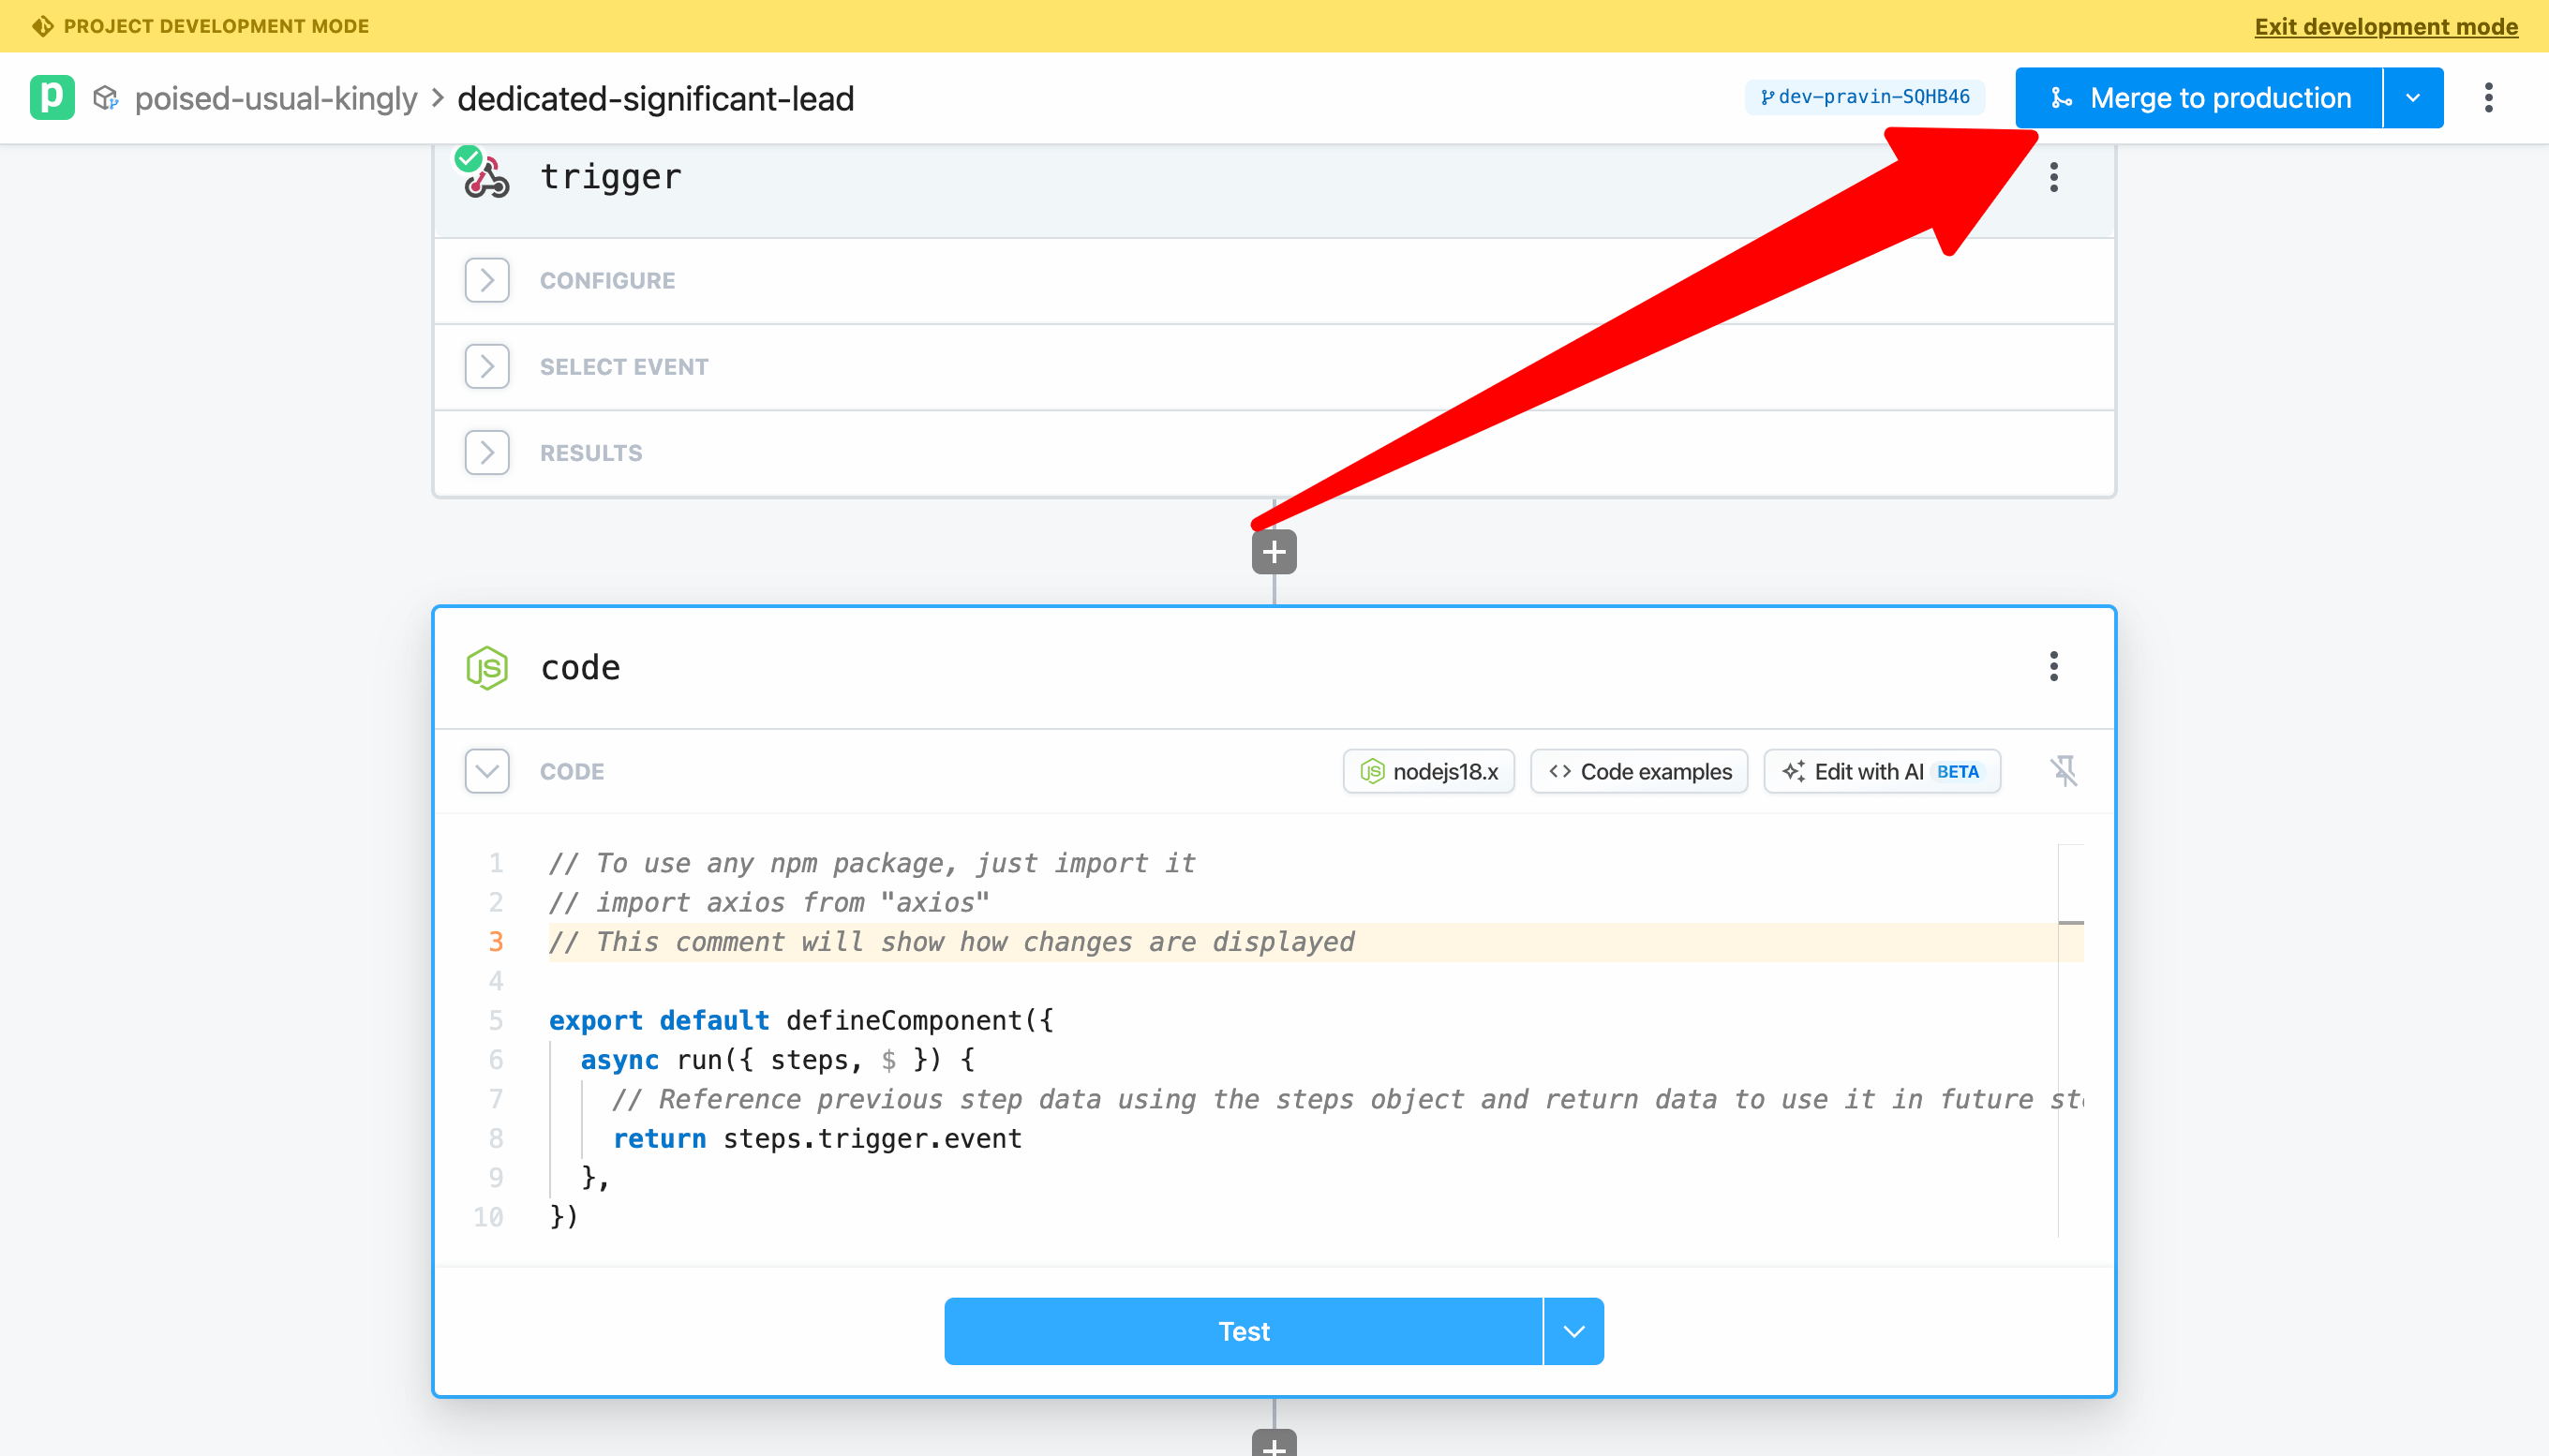 PROJECT DEVELOPMENT MODE
Exit development mode
p poised-usual-kingly > dedicated-significant-lead
dev-pravin-SQHB46
Merge to production
trigger
CONFIGURE
SELECT EVENT
RESULTS
JS code
CODE
JS nodejs18.x
<> Code examples
Edit with AI BETA
1 // To use any npm package, just import it
2 // import axios from "axios"
3 // This comment will show how changes are displayed
4
5 export default defineComponent({
6 async run({ steps, $ }) {
7 // Reference previous step data using the steps object and return data to use it in future
8 return steps.trigger.event
9 },
10 })
Test